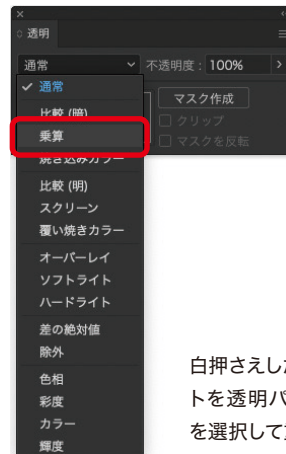 透明
通常
不透明度：100%
マスク作成
クリップ
マスクを反転
通常
比較 (暗)
乗算
焼き込みカラー
比較 (明)
スクリーン
覆い焼きカラー
オーバーレイ
ソフトライト
ハードライト
差の絶対値
除外
色相
彩度
カラー
輝度
白押さえした
トを透明パ
を選択して